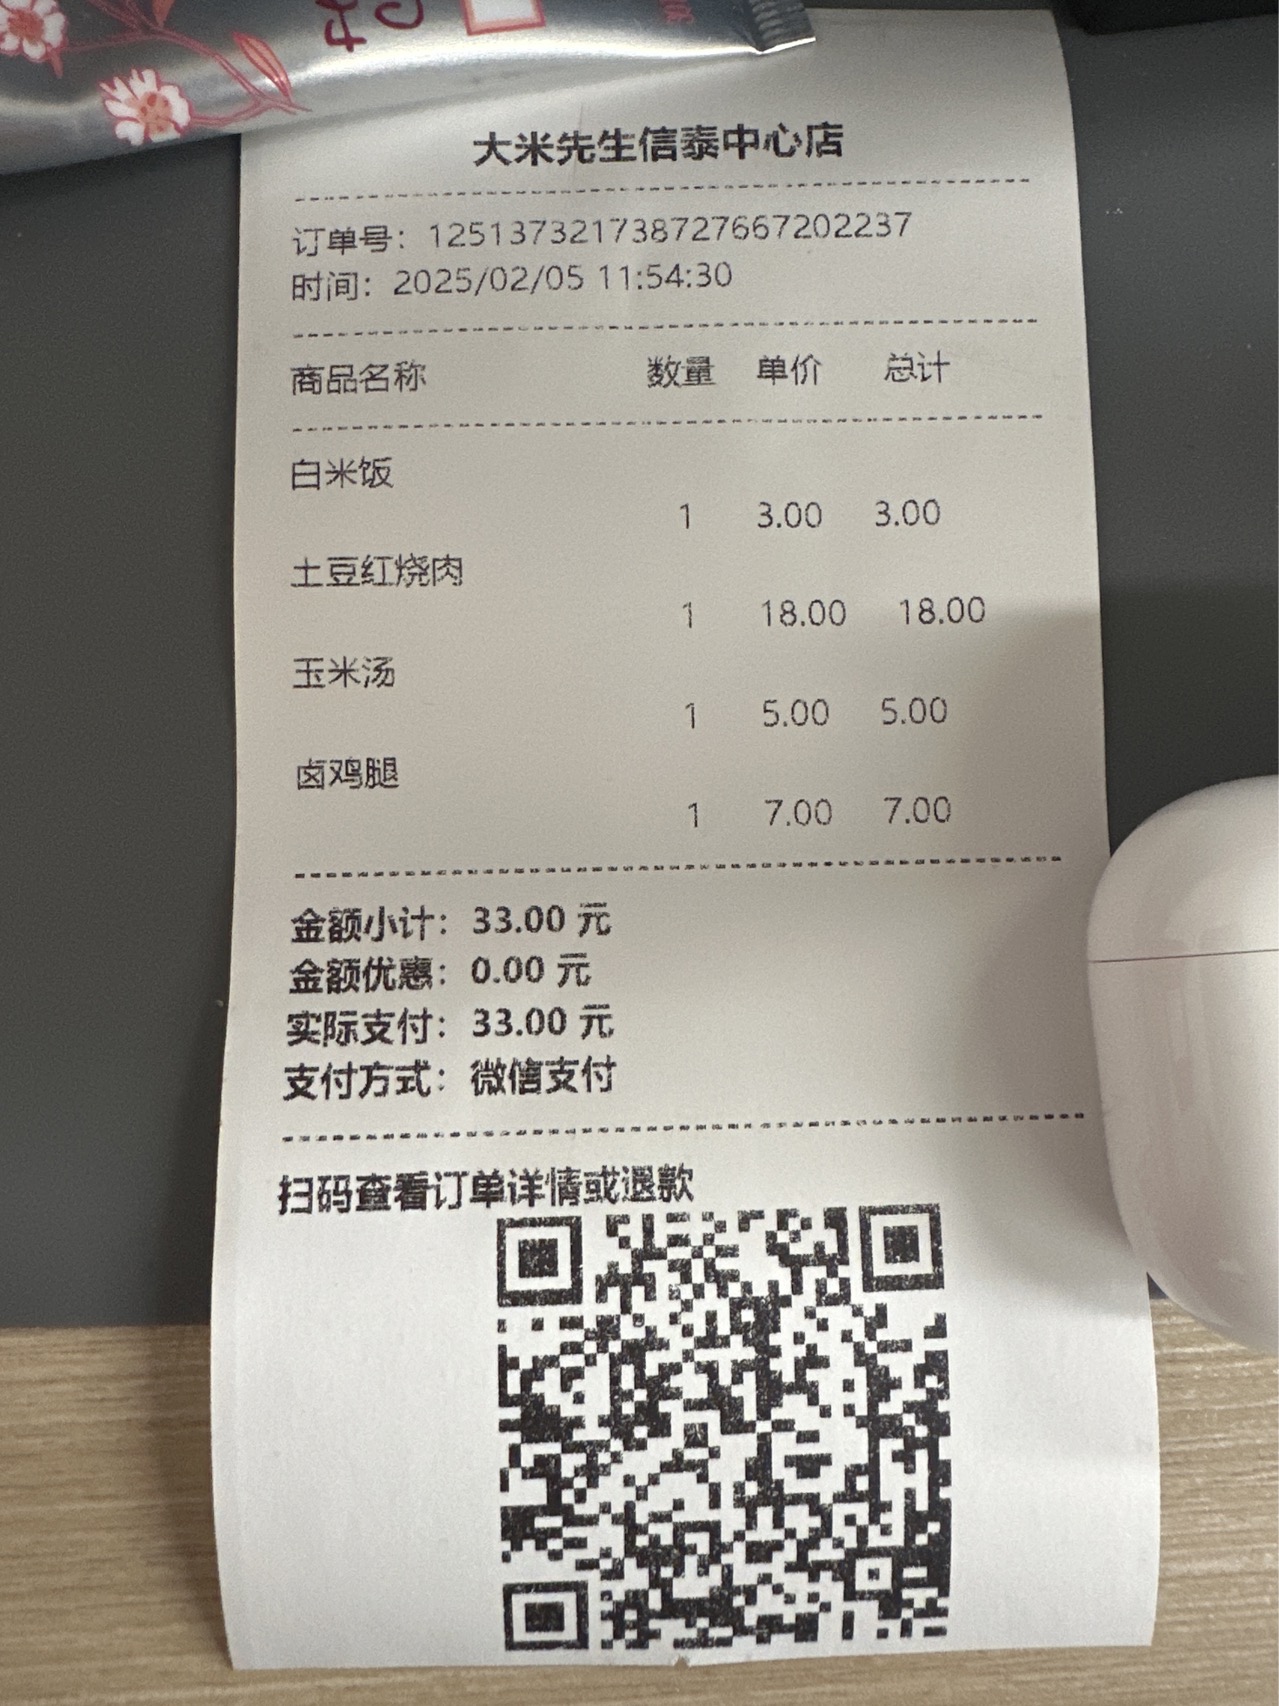 大米先生信泰中心店
订单号：1251373217387276672​02237
时间：2025/02/05 11:54:30
商品名称 数量 单价 总计
白米饭
1 3.00 3.00
土豆红烧肉
1 18.00 18.00
玉米汤
1 5.00 5.00
卤鸡腿
1 7.00 7.00
金额小计：33.00 元
金额优惠：0.00 元
实际支付：33.00 元
支付方式：微信支付
扫码查看订单详情或退款